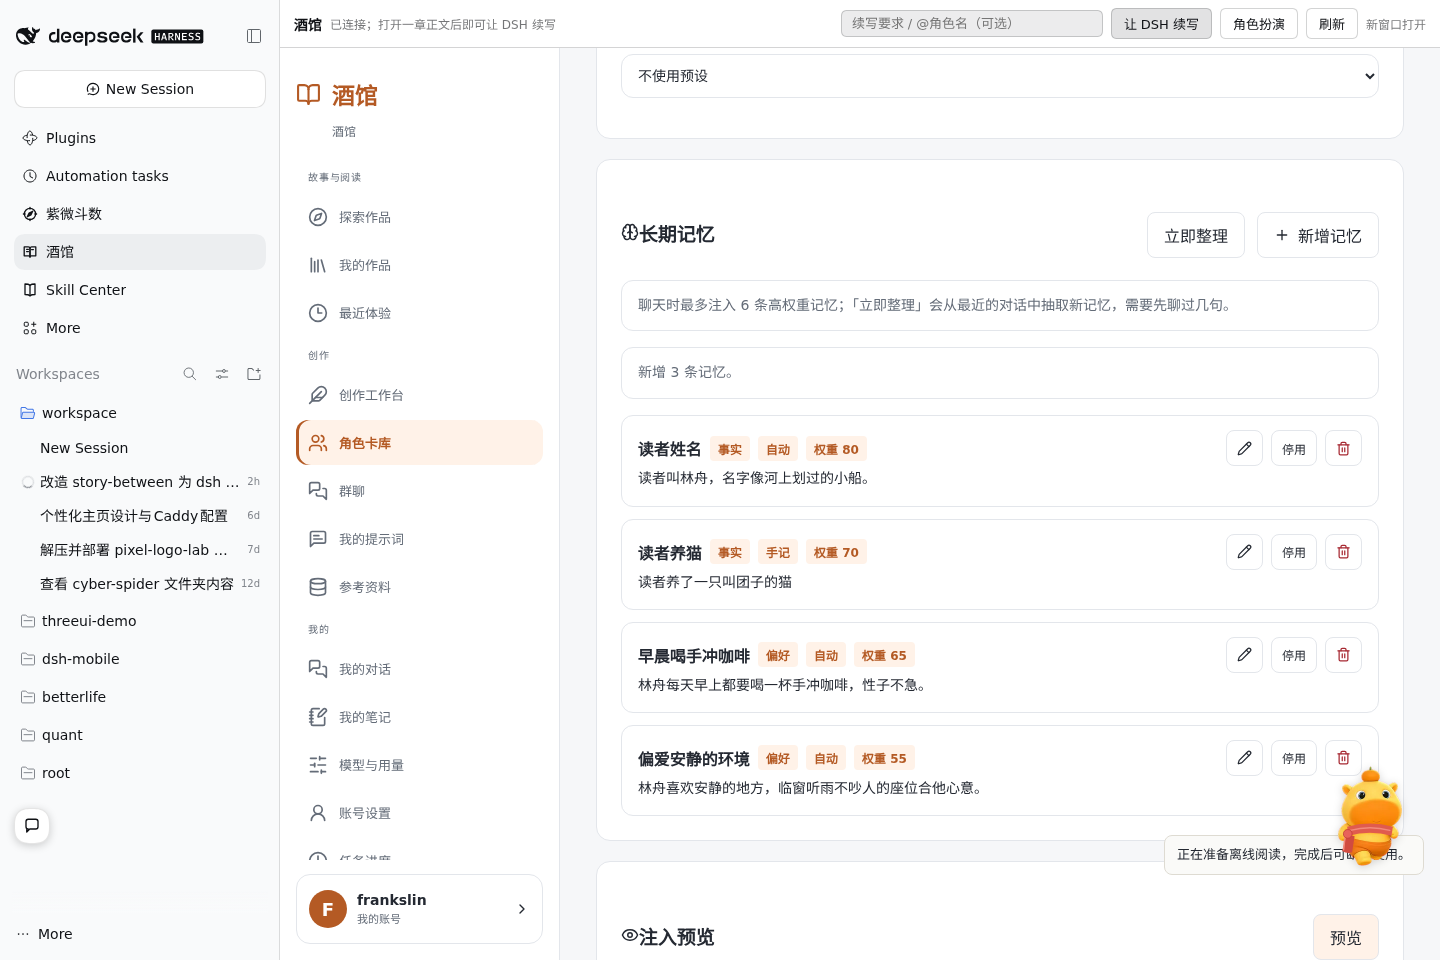 deepseek HARNESS
New Session
Plugins
Automation tasks
紫微斗数
酒馆
Skill Center
More
Workspaces
workspace
New Session
改造 story-between 为 dsh ... 2h
个性化主页设计与Caddy配置 6d
解压并部署 pixel-logo-lab ... 7d
查看 cyber-spider 文件夹内容 12d
threeui-demo
dsh-mobile
betterlife
quant
root
More
酒馆 已连接；打开一章正文后即可让 DSH 续写
续写要求 / @角色名（可选）
让 DSH 续写
角色扮演
刷新
新窗口打开
酒馆
酒馆
故事与阅读
探索作品
我的作品
最近体验
创作
创作工作台
角色卡库
群聊
我的提示词
参考资料
我的
我的对话
我的笔记
模型与用量
账号设置
任务进度
F
frankslin
我的账号
不使用预设
长期记忆
立即整理
新增记忆
聊天时最多注入 6 条高权重记忆；「立即整理」会从最近的对话中抽取新记忆，需要先聊过几句。
新增 3 条记忆。
读者姓名 事实 自动 权重 80
停用
读者叫林舟，名字像河上划过的小船。
读者养猫 事实 手记 权重 70
停用
读者养了一只叫团子的猫
早晨喝手冲咖啡 偏好 自动 权重 65
停用
林舟每天早上都要喝一杯手冲咖啡，性子不急。
偏爱安静的环境 偏好 自动 权重 55
停用
林舟喜欢安静的地方，临窗听雨不吵人的座位合他心意。
正在准备离线阅读，完成后可 用。
注入预览
预览